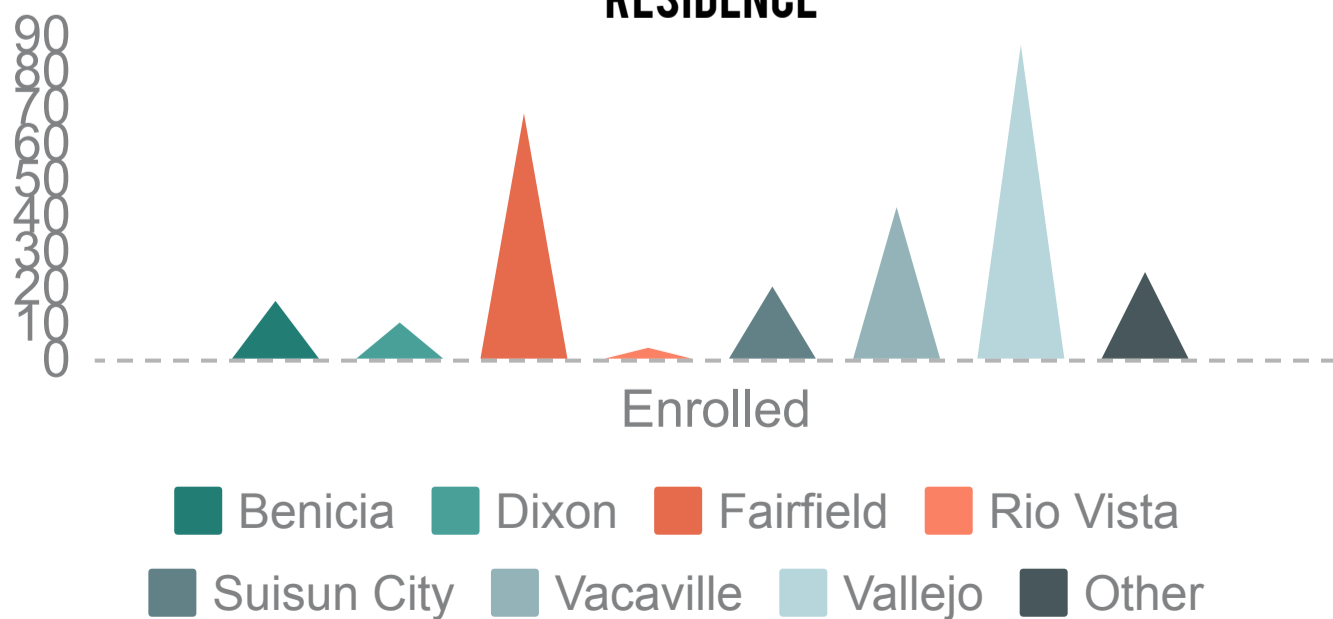 RESIDENCE
90
80
70
60
50
40
30
20
10
0
Enrolled
Benicia Dixon Fairfield Rio Vista
Suisun City Vacaville Vallejo Other